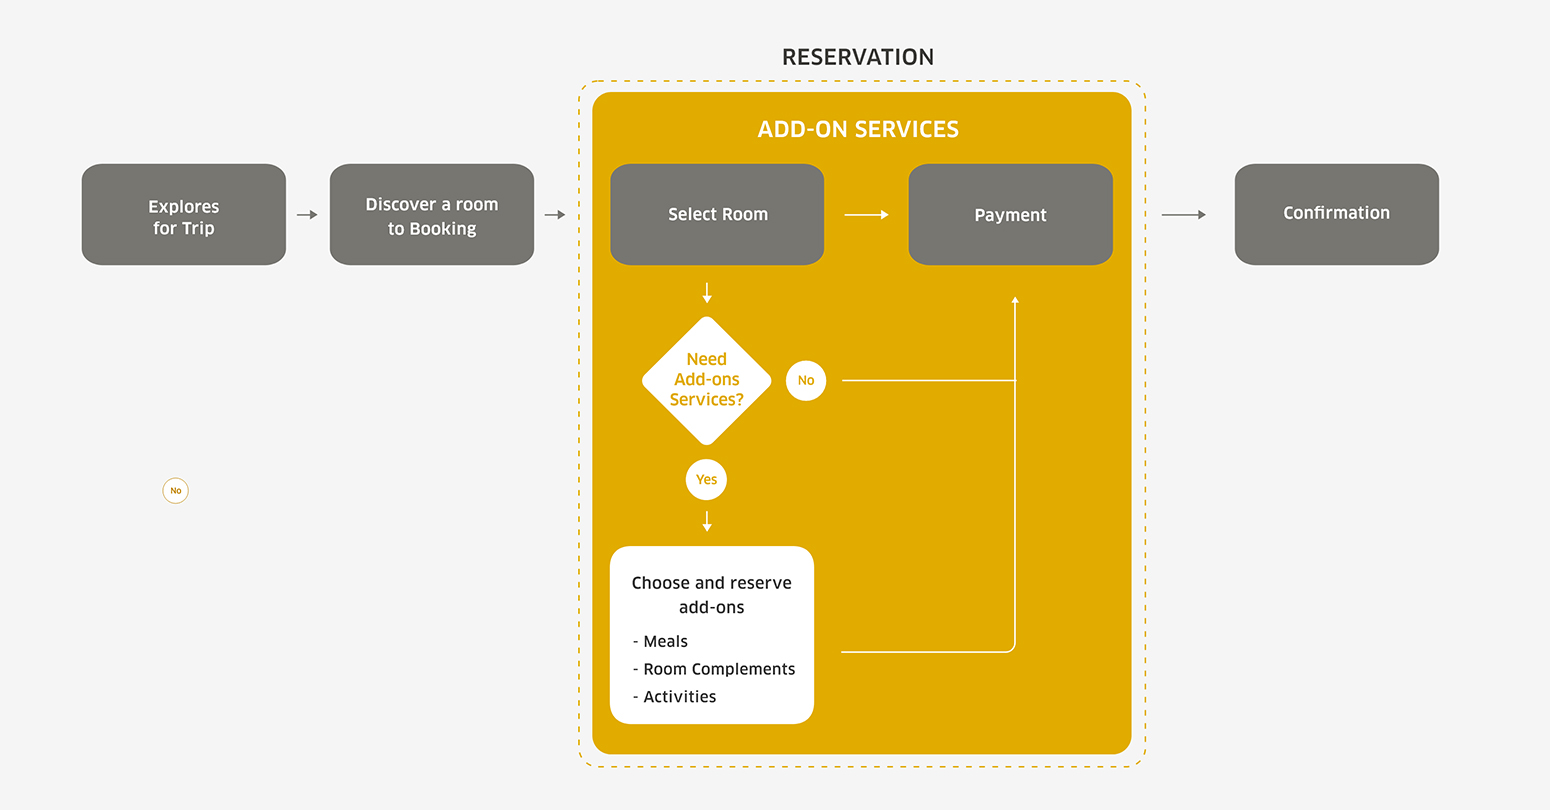 RESERVATION
ADD-ON SERVICES
Explores
for Trip
Discover a room
to Booking
Select Room
Payment
Confirmation
Need
Add-ons
Services?
No
Yes
No
Choose and reserve
add-ons
- Meals
- Room Complements
- Activities